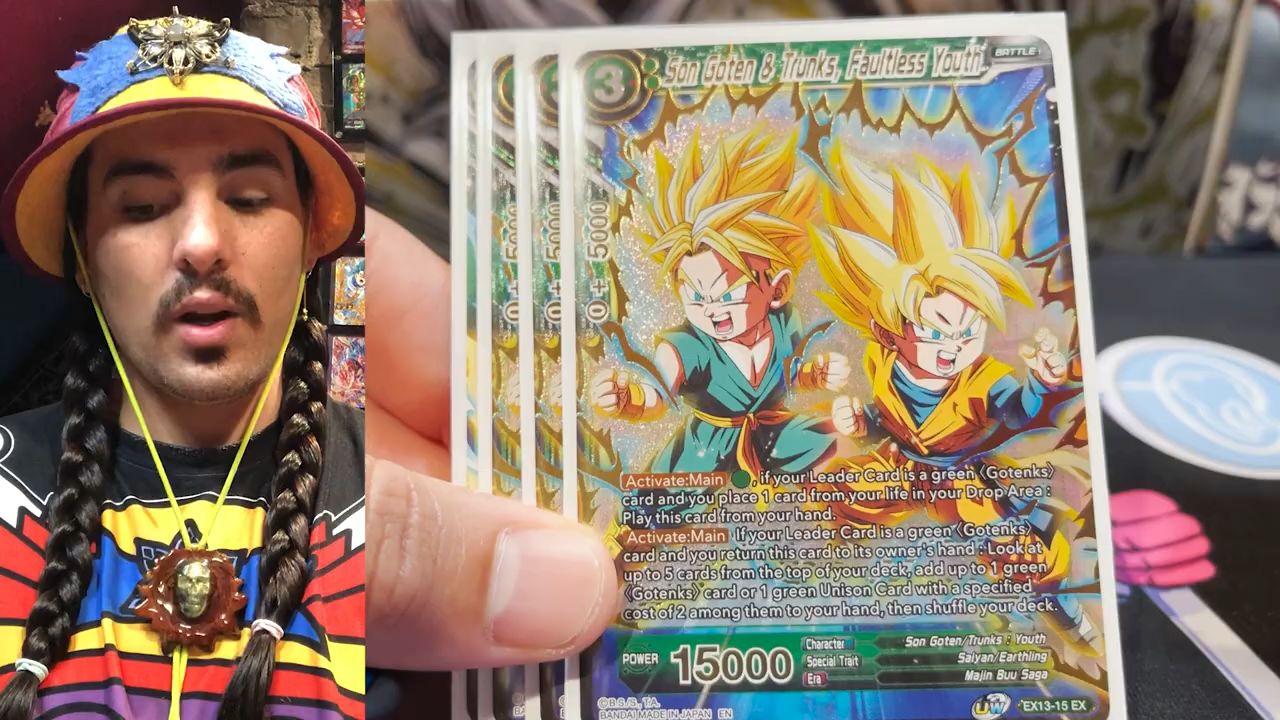 3
Son Goten & Trunks, Faultless Youth
BATTLE
0 + 5000
0 + 5000
0 + 5000
Activate:Main , if your Leader Card is a green 〈Gotenks〉
card and you place 1 card from your life in your Drop Area :
Play this card from your hand.
Activate:Main If your Leader Card is a green 〈Gotenks〉
card and you return this card to its owner's hand : Look at
up to 5 cards from the top of your deck, add up to 1 green
〈Gotenks〉 card or 1 green Unison Card with a specified
cost of 2 among them to your hand, then shuffle your deck.
POWER 15000
Character Son Goten/Trunks : Youth
Special Trait Saiyan/Earthling
Era Majin Buu Saga
©B.S./S., T.A.
BANDAI MADE IN JAPAN EN
UW
EX13-15 EX